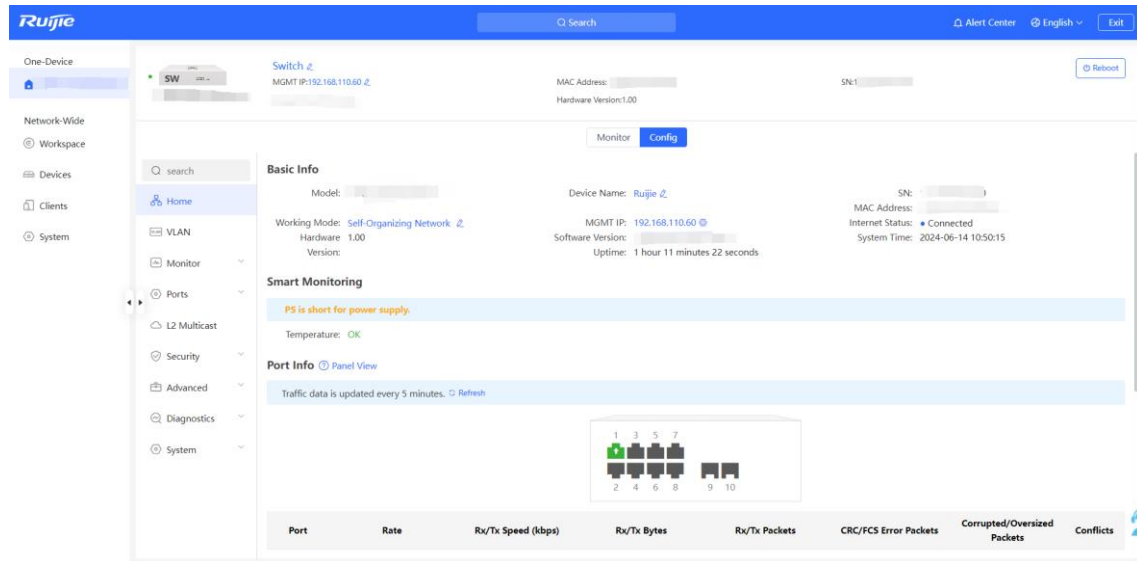 Ruijie
Search
Alert Center
English
Exit
One-Device
Network-Wide
Workspace
Devices
Clients
System
SW
Switch
MGMT IP:192.168.110.60
MAC Address:
Hardware Version:1.00
SN:1
Reboot
Monitor
Config
search
Home
VLAN
Monitor
Ports
L2 Multicast
Security
Advanced
Diagnostics
System
Basic Info
Model:
Device Name: Ruijie
SN:
MAC Address:
Working Mode: Self-Organizing Network
MGMT IP: 192.168.110.60
Internet Status: Connected
Hardware Version: 1.00
Software Version:
System Time: 2024-06-14 10:50:15
Uptime: 1 hour 11 minutes 22 seconds
Smart Monitoring
PS is short for power supply.
Temperature: OK
Port Info
Panel View
Traffic data is updated every 5 minutes. Refresh
1 3 5 7
2 4 6 8 9 10
Port Rate Rx/Tx Speed (kbps) Rx/Tx Bytes Rx/Tx Packets CRC/FCS Error Packets Corrupted/Oversized Packets Conflicts